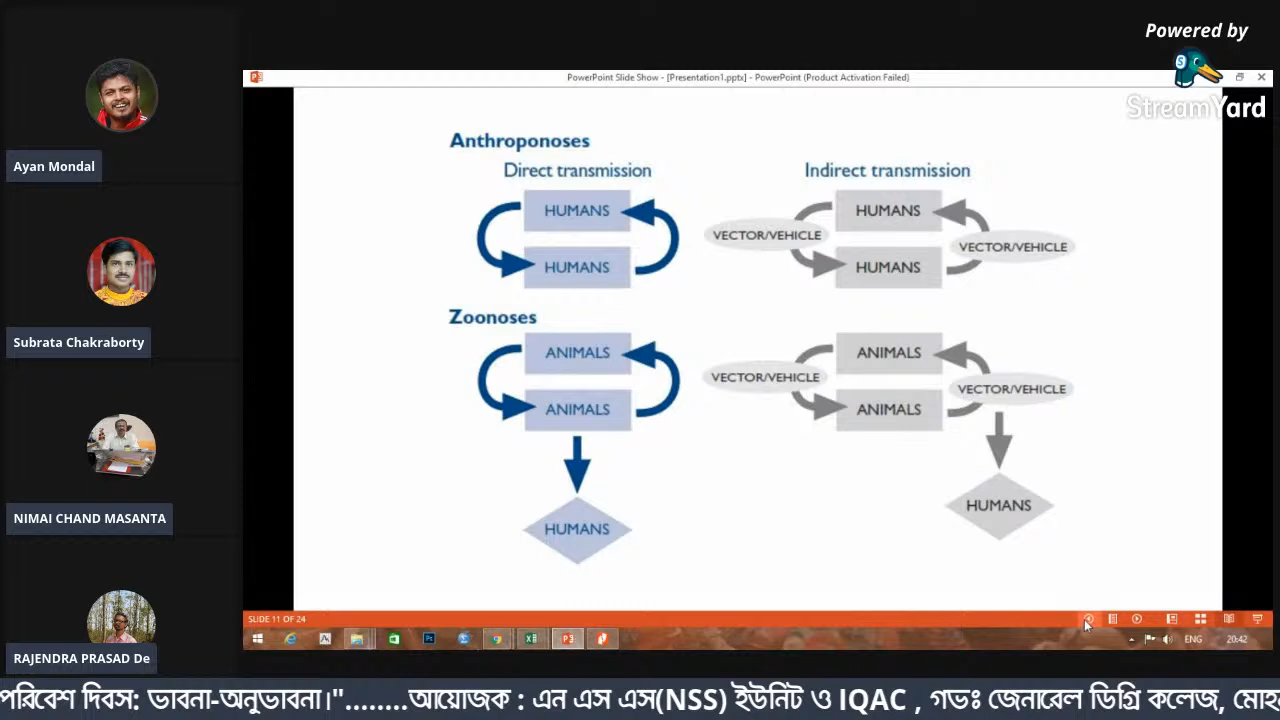 Powered by
StreamYard
PowerPoint Slide Show - [Presentation1.pptx] - PowerPoint (Product Activation Failed)
Ayan Mondal
Subrata Chakraborty
NIMAI CHAND MASANTA
RAJENDRA PRASAD De
Anthroponoses
Direct transmission
Indirect transmission
HUMANS
HUMANS
HUMANS
VECTOR/VEHICLE
VECTOR/VEHICLE
HUMANS
Zoonoses
ANIMALS
ANIMALS
HUMANS
ANIMALS
VECTOR/VEHICLE
VECTOR/VEHICLE
ANIMALS
HUMANS
SLIDE 11 OF 24
ENG
20:42
পরিবেশ দিবস: ভাবনা-অনুভাবনা।"........আয়োজক : এন এস এস(NSS) ইউনিট ও IQAC , গভঃ জেনারেল ডিগ্রি কলেজ, মোহ